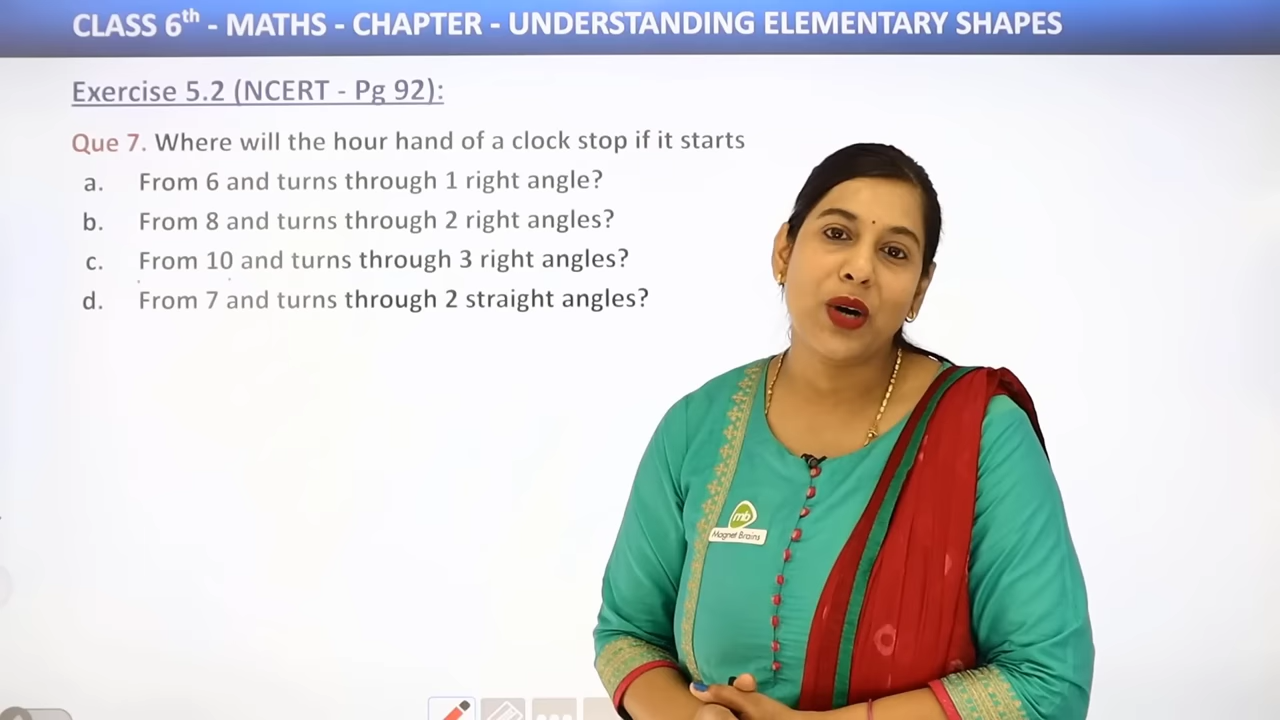 CLASS 6th - MATHS - CHAPTER - UNDERSTANDING ELEMENTARY SHAPES
Exercise 5.2 (NCERT - Pg 92):
Que 7. Where will the hour hand of a clock stop if it starts
a. From 6 and turns through 1 right angle?
b. From 8 and turns through 2 right angles?
c. From 10 and turns through 3 right angles?
d. From 7 and turns through 2 straight angles?
mb
Magnet Brains